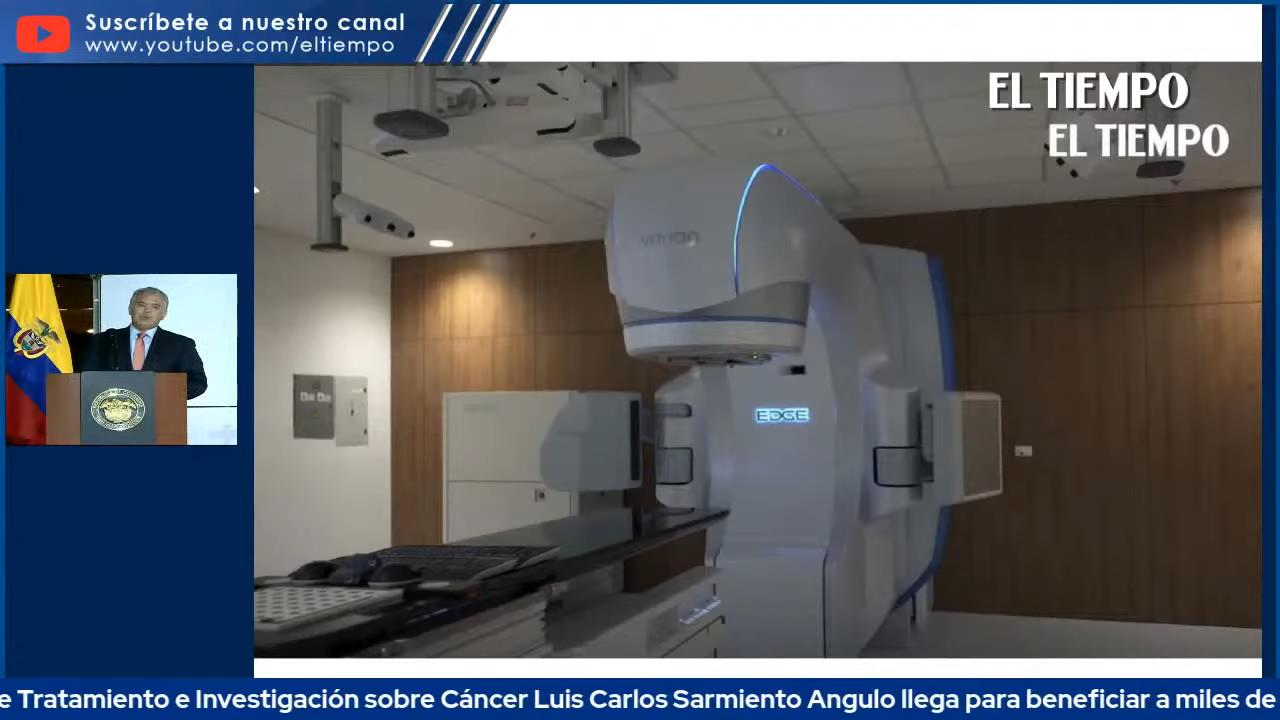 Suscríbete a nuestro canal
www.youtube.com/eltiempo
EL TIEMPO
EL TIEMPO
varian
EDGE
e Tratamiento e Investigación sobre Cáncer Luis Carlos Sarmiento Angulo llega para beneficiar a miles de